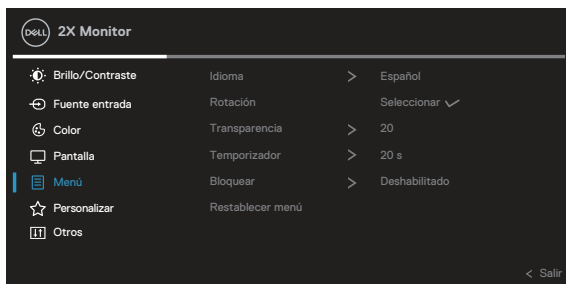 DELL 2X Monitor
Brillo/Contraste
Idioma > Español
Fuente entrada
Rotación Seleccionar
Color
Transparencia > 20
Pantalla
Temporizador > 20 s
Menú
Bloquear > Deshabilitado
Personalizar
Restablecer menú
Otros
< Salir